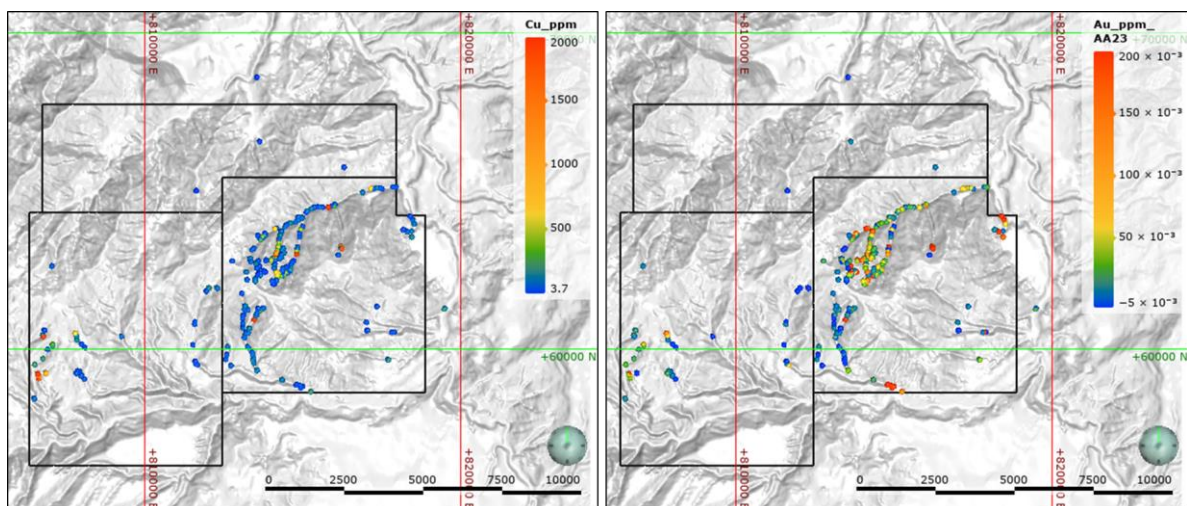 Cu_ppm
2000
1500
1000
500
3.7
+810000 E
+820000 E
+60000 N
0
2500
5000
7500
10000
Au_ppm_
AA23
200 × 10⁻³
150 × 10⁻³
100 × 10⁻³
50 × 10⁻³
−5 × 10⁻³
+810000 E
+820000 E
+70000 N
+60000 N
0
2500
5000
7500
10000